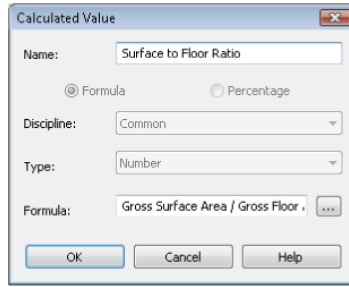 Calculated Value
Name: Surface to Floor Ratio
Formula Percentage
Discipline: Common
Type: Number
Formula: Gross Surface Area / Gross Floor ...
OK Cancel Help